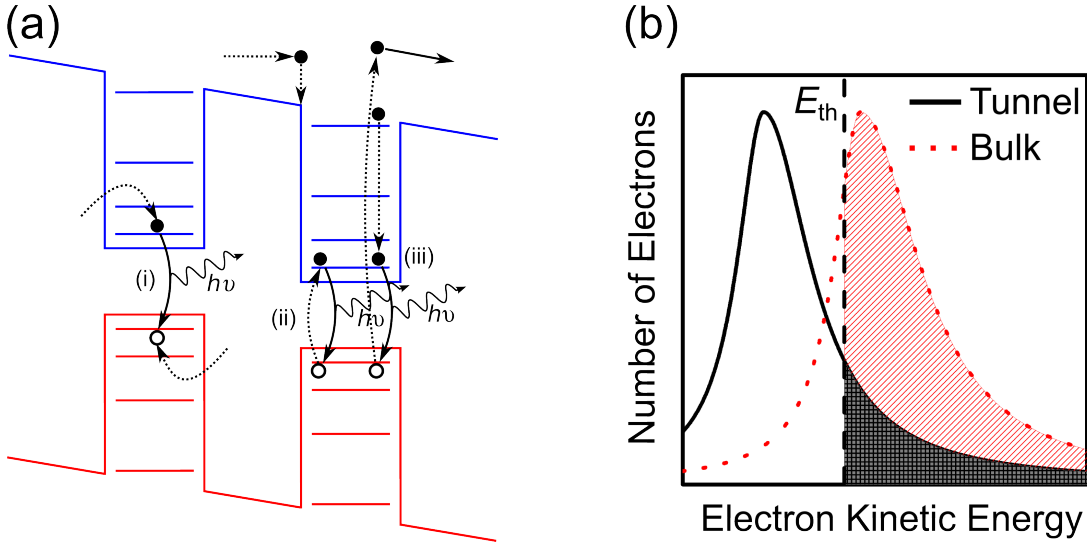 (a)
(i)
hυ
(ii)
hυ
(iii)
hυ
(b)
E_th
Tunnel
Bulk
Number of Electrons
Electron Kinetic Energy